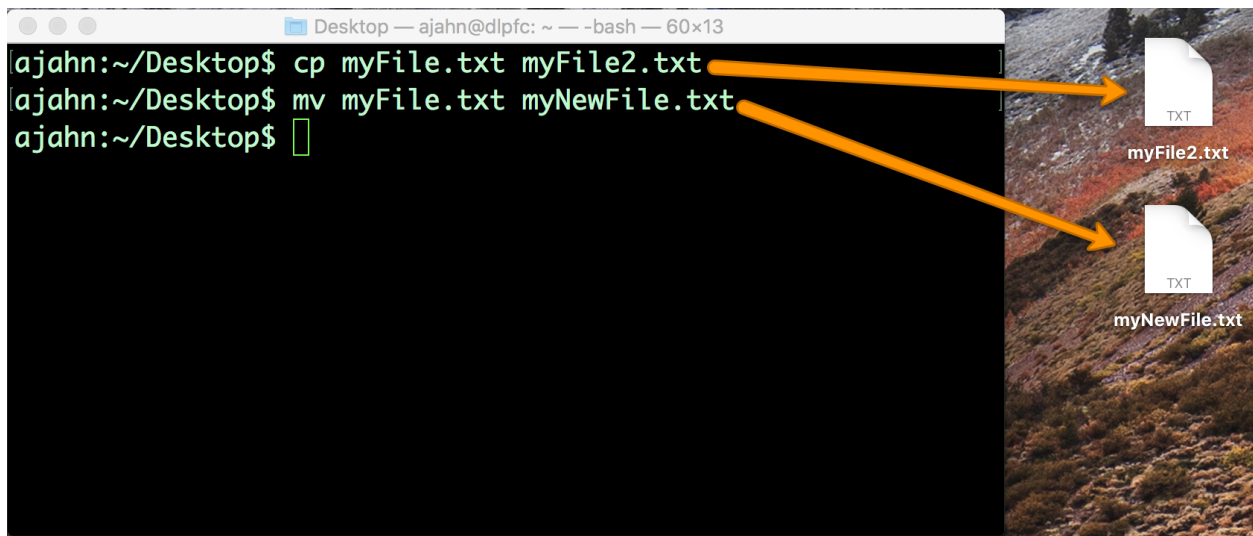 Desktop — ajahn@dlpfc: ~ — -bash — 60×13
[ajahn:~/Desktop$ cp myFile.txt myFile2.txt ]
[ajahn:~/Desktop$ mv myFile.txt myNewFile.txt ]
ajahn:~/Desktop$
TXT
myFile2.txt
TXT
myNewFile.txt